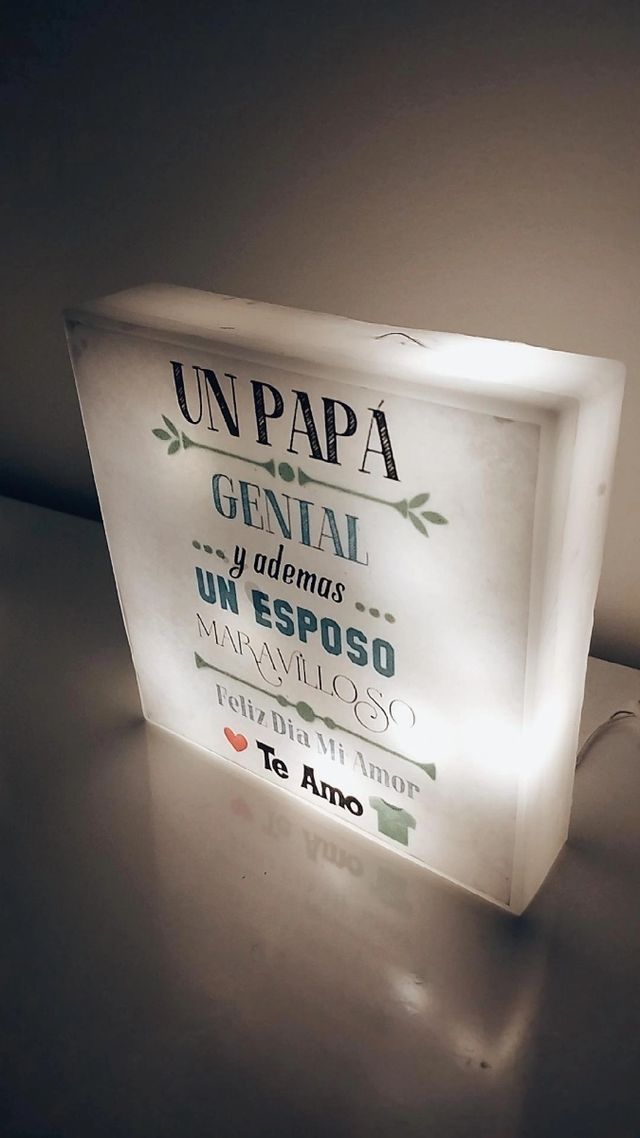 UN PAPÁ
GENIAL
...y ademas...
UN ESPOSO
MARAVILLOSO
Feliz Dia Mi Amor
Te Amo